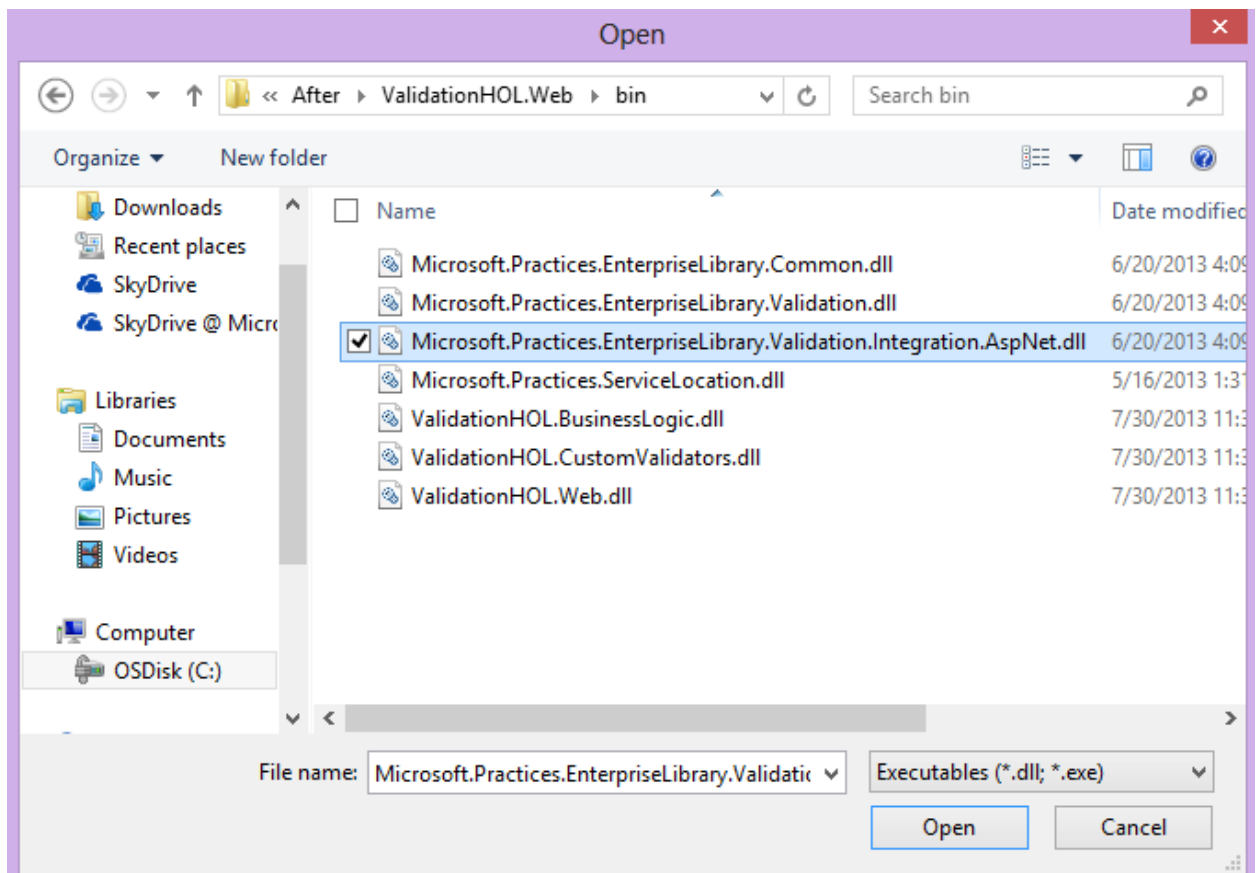 Open
« After ValidationHOL.Web bin Search bin
Organize New folder
Downloads
Recent places
SkyDrive
SkyDrive @ Micro
Libraries
Documents
Music
Pictures
Videos
Computer
OSDisk (C:)
Name Date modified
Microsoft.Practices.EnterpriseLibrary.Common.dll 6/20/2013 4:09
Microsoft.Practices.EnterpriseLibrary.Validation.dll 6/20/2013 4:09
Microsoft.Practices.EnterpriseLibrary.Validation.Integration.AspNet.dll 6/20/2013 4:09
Microsoft.Practices.ServiceLocation.dll 5/16/2013 1:31
ValidationHOL.BusinessLogic.dll 7/30/2013 11:3
ValidationHOL.CustomValidators.dll 7/30/2013 11:3
ValidationHOL.Web.dll 7/30/2013 11:3
File name: Microsoft.Practices.EnterpriseLibrary.Validatic Executables (*.dll; *.exe)
Open Cancel